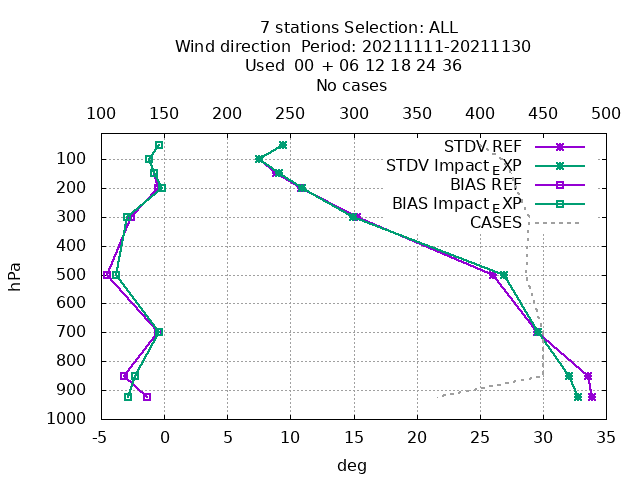 7 stations Selection: ALL
Wind direction  Period: 20211111-20211130
Used  00 + 06 12 18 24 36
No cases
100 150 200 250 300 350 400 450 500
STDV REF
STDV Impact_EXP
BIAS REF
BIAS Impact_EXP
CASES
100
200
300
400
500
600
700
800
900
1000
hPa
-5 0 5 10 15 20 25 30 35
deg